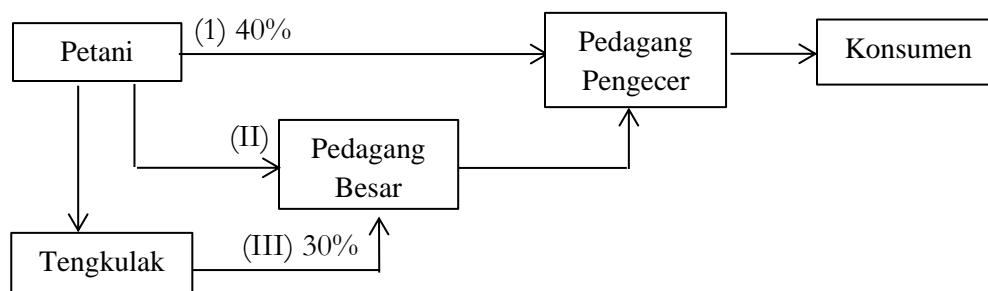 (1) 40%
Petani
Pedagang
Pengecer
Konsumen
(II)
Pedagang
Besar
(III) 30%
Tengkulak